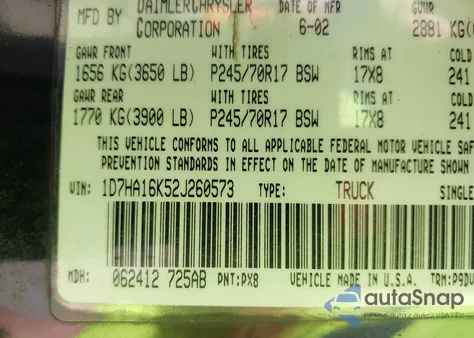 MFD BY DAIMLERCHRYSLER CORPORATION DATE OF MFR 6-02 GVWR 2881 KG(
GAWR FRONT WITH TIRES RIMS AT COLD
1656 KG(3650 LB) P245/70R17 BSW 17X8 241
GAWR REAR WITH TIRES RIMS AT COLD
1770 KG(3900 LB) P245/70R17 BSW 17X8 241
THIS VEHICLE CONFORMS TO ALL APPLICABLE FEDERAL MOTOR VEHICLE SAF
PREVENTION STANDARDS IN EFFECT ON THE DATE OF MANUFACTURE SHOWN
VIN: 1D7HA16K52J260573 TYPE: TRUCK SINGLE
MDH: 062412 725AB PNT:PX8 VEHICLE MADE IN U.S.A. TRM:P9DV
autoSnap